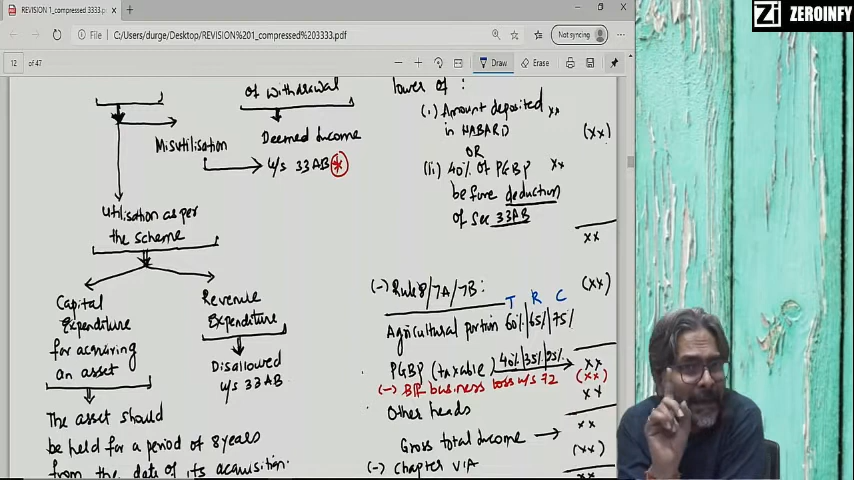 REVISION 1_compressed 3333.p
ZEROINFY
File
C:/Users/durge/Desktop/REVISION%201_compressed%203333.pdf
Not syncing
12 of 47
Draw
Erase
of withdrawal
Deemed Income
u/s 33AB *
Misutilisation
utilisation as per
the scheme
Capital
Expenditure
for acquiring
an asset
Revenue
Expenditure
Disallowed
u/s 33AB
The asset should
be held for a period of 8 years
from the date of its acquisition.
lower of :
(i) Amount deposited xx
in NABARD
(xx)
OR
(ii) 40% of PGBP xx
before deduction
of Sec 33AB
xx
(-) Rule 8/7A/7B:
(xx)
T R C
Agricultural portion 60% 65% 75%
PGBP (taxable) 40% 35% 25% xx
(-) B/F business loss u/s 72 (xx)
xx
Other heads
xx
Gross total Income
(xx)
(-) Chapter VIA
xx